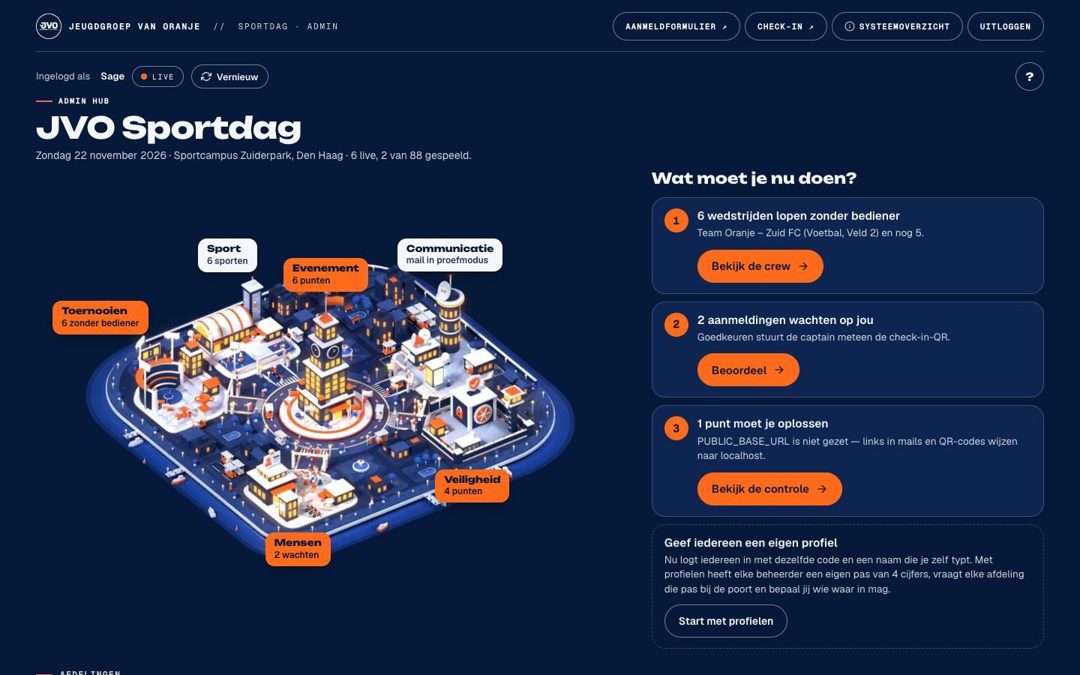 JVO JEUGDGROEP VAN ORANJE // SPORTDAG · ADMIN
AANMELDFORMULIER ↗ CHECK-IN ↗ SYSTEEMOVERZICHT UITLOGGEN
Ingelogd als Sage LIVE Vernieuw ?
ADMIN HUB
JVO Sportdag
Zondag 22 november 2026 · Sportcampus Zuiderpark, Den Haag · 6 live, 2 van 88 gespeeld.
Sport
6 sporten
Evenement
6 punten
Communicatie
mail in proefmodus
Toernooien
6 zonder bediener
Veiligheid
4 punten
Mensen
2 wachten
Wat moet je nu doen?
1
6 wedstrijden lopen zonder bediener
Team Oranje – Zuid FC (Voetbal, Veld 2) en nog 5.
Bekijk de crew →
2
2 aanmeldingen wachten op jou
Goedkeuren stuurt de captain meteen de check-in-QR.
Beoordeel →
3
1 punt moet je oplossen
PUBLIC_BASE_URL is niet gezet — links in mails en QR-codes wijzen
naar localhost.
Bekijk de controle →
Geef iedereen een eigen profiel
Nu logt iedereen in met dezelfde code en een naam die je zelf typt. Met
profielen heeft elke beheerder een eigen pas van 4 cijfers, vraagt elke afdeling
die pas bij de poort en bepaal jij wie waar in mag.
Start met profielen
AFDELINGEN